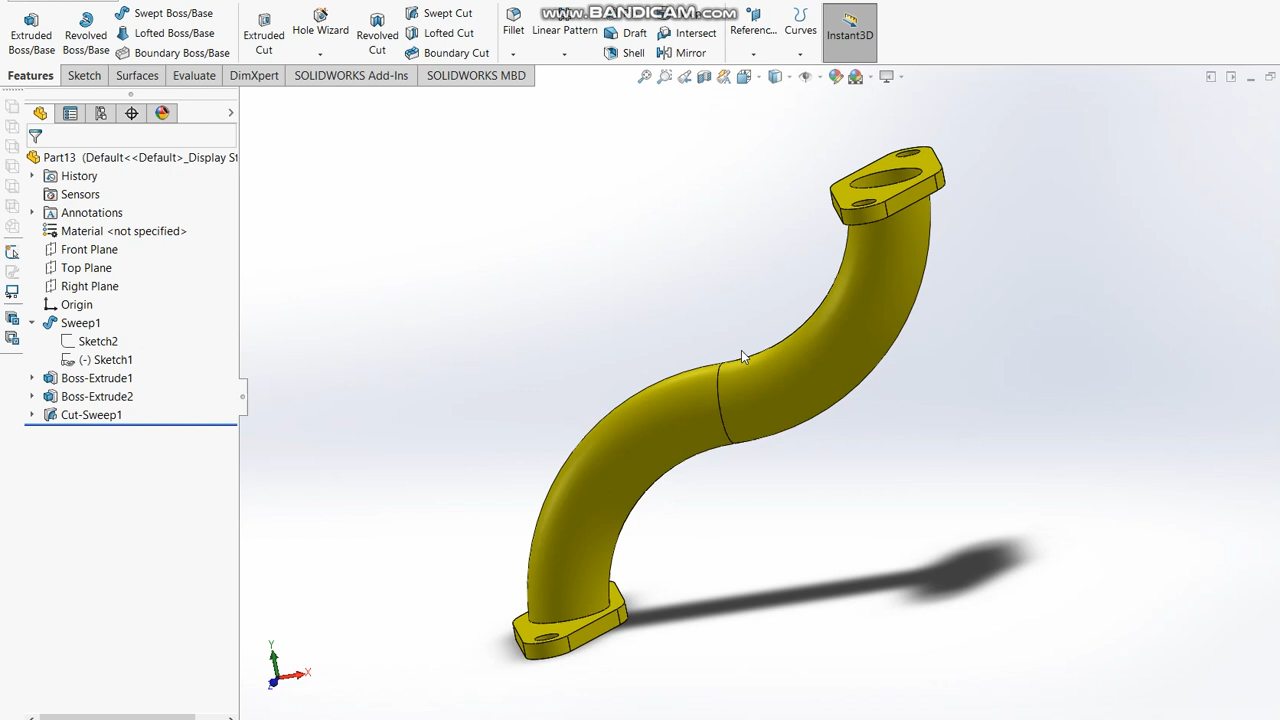 www.BANDICAM.com
Extruded Boss/Base
Revolved Boss/Base
Swept Boss/Base
Lofted Boss/Base
Boundary Boss/Base
Extruded Cut
Hole Wizard
Revolved Cut
Swept Cut
Lofted Cut
Boundary Cut
Fillet
Linear Pattern
Draft
Shell
Intersect
Mirror
Referenc...
Curves
Instant3D
Features Sketch Surfaces Evaluate DimXpert SOLIDWORKS Add-Ins SOLIDWORKS MBD
Part13 (Default<<Default>_Display St
History
Sensors
Annotations
Material <not specified>
Front Plane
Top Plane
Right Plane
Origin
Sweep1
Sketch2
(-) Sketch1
Boss-Extrude1
Boss-Extrude2
Cut-Sweep1
Y
X
Z